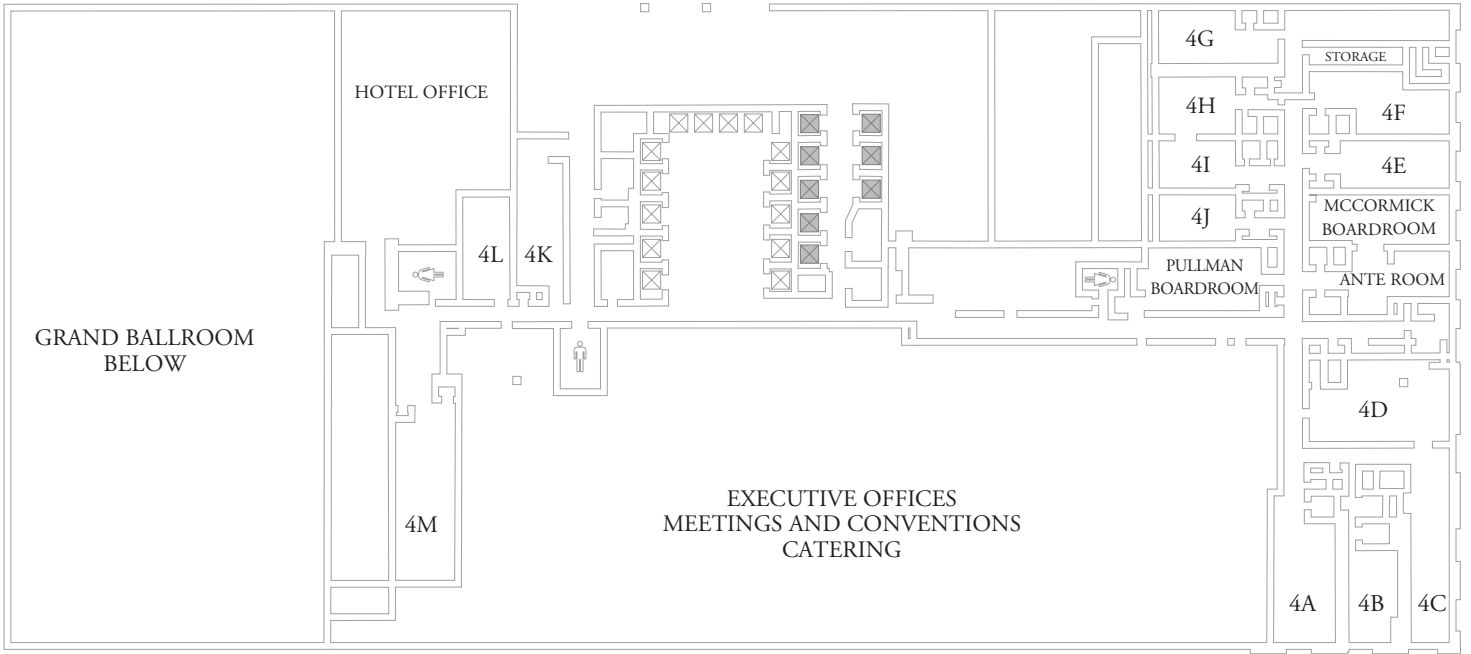 4G
STORAGE
HOTEL OFFICE
4H
4F
4I
4E
4J
MCCORMICK
BOARDROOM
4L
4K
PULLMAN
BOARDROOM
ANTE ROOM
GRAND BALLROOM
BELOW
4D
EXECUTIVE OFFICES
MEETINGS AND CONVENTIONS
CATERING
4M
4A
4B
4C